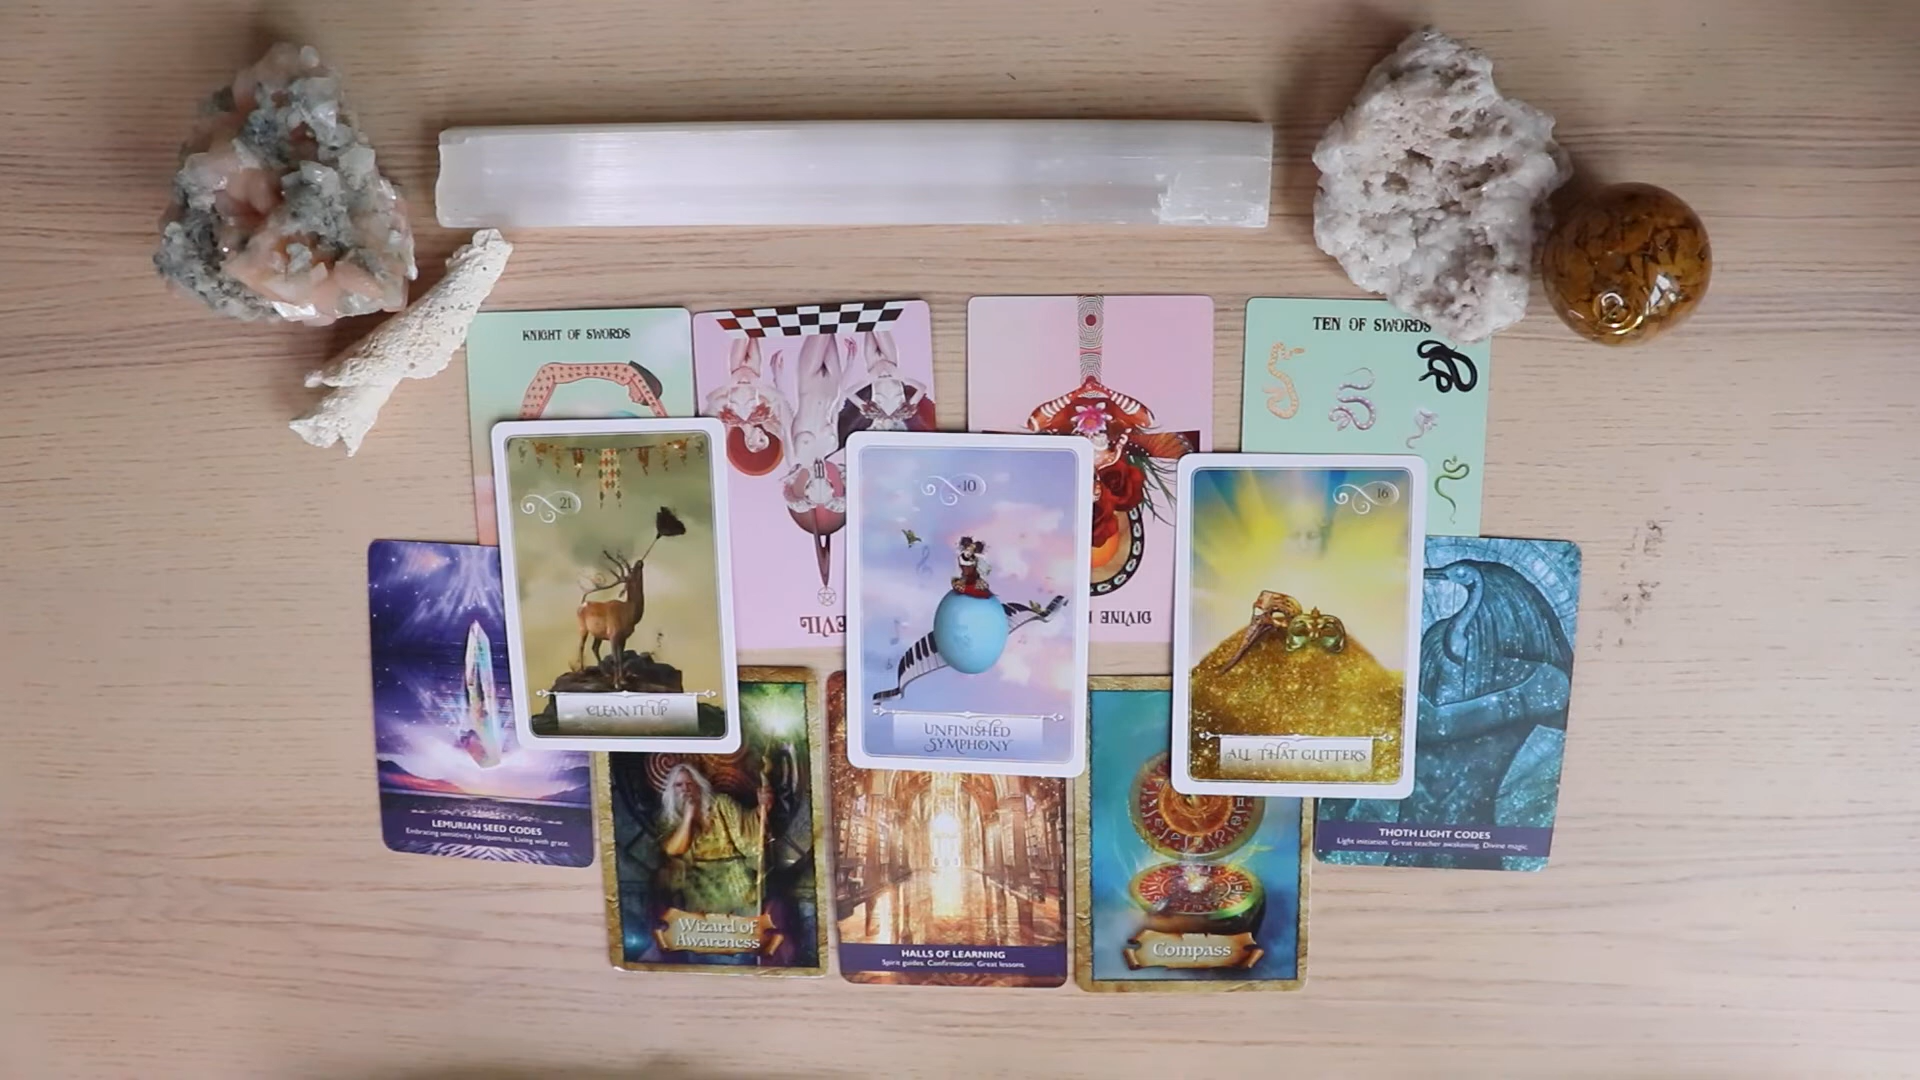 KNIGHT OF SWORDS
TEN OF SWORDS
21
10
16
DIVINE
CLEAN IT UP
UNFINISHED
SYMPHONY
ALL THAT GLITTERS
LEMURIAN SEED CODES
Embracing sensitivity. Uniqueness. Living with grace.
THOTH LIGHT CODES
Light initiation. Great teacher awakening. Divine magic.
Wizard of
Awareness
HALLS OF LEARNING
Spirit guides. Confirmation. Great lessons.
Compass